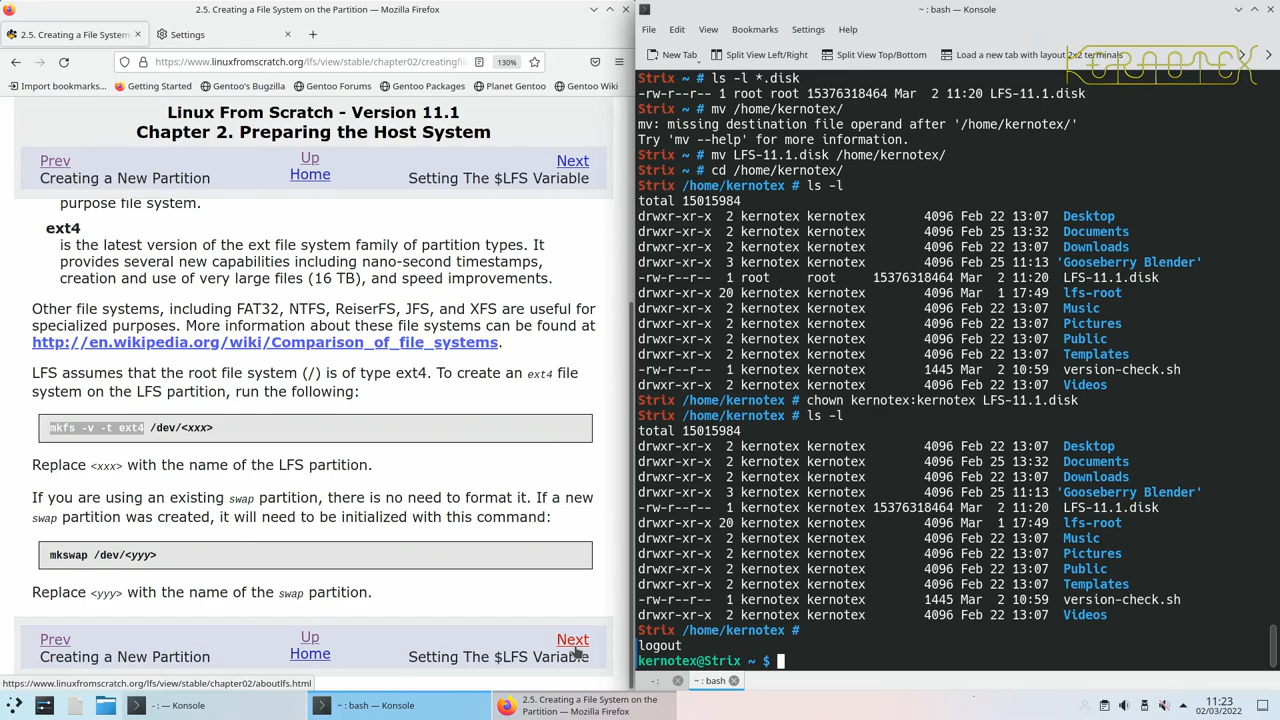 2.5. Creating a File System on the Partition — Mozilla Firefox
2.5. Creating a File System
Settings
https://www.linuxfromscratch.org/lfs/view/stable/chapter02/creatingfile
130%
Import bookmarks...
Getting Started
Gentoo's Bugzilla
Gentoo Forums
Gentoo Packages
Planet Gentoo
Gentoo Wiki
Linux From Scratch - Version 11.1
Chapter 2. Preparing the Host System
Prev
Up
Next
Creating a New Partition
Home
Setting The $LFS Variable
purpose file system.
ext4
is the latest version of the ext file system family of partition types. It
provides several new capabilities including nano-second timestamps,
creation and use of very large files (16 TB), and speed improvements.
Other file systems, including FAT32, NTFS, ReiserFS, JFS, and XFS are useful for
specialized purposes. More information about these file systems can be found at
http://en.wikipedia.org/wiki/Comparison_of_file_systems.
LFS assumes that the root file system (/) is of type ext4. To create an ext4 file
system on the LFS partition, run the following:
mkfs -v -t ext4 /dev/<xxx>
Replace <xxx> with the name of the LFS partition.
If you are using an existing swap partition, there is no need to format it. If a new
swap partition was created, it will need to be initialized with this command:
mkswap /dev/<yyy>
Replace <yyy> with the name of the swap partition.
Prev
Up
Next
Creating a New Partition
Home
Setting The $LFS Variable
https://www.linuxfromscratch.org/lfs/view/stable/chapter02/aboutlfs.html
~ : bash — Konsole
File Edit View Bookmarks Settings Help
New Tab
Split View Left/Right
Split View Top/Bottom
Load a new tab with layout 2x2 terminals
KERNOTEX
Strix ~ # ls -l *.disk
-rw-r--r-- 1 root root 15376318464 Mar  2 11:20 LFS-11.1.disk
Strix ~ # mv /home/kernotex/
mv: missing destination file operand after '/home/kernotex/'
Try 'mv --help' for more information.
Strix ~ # mv LFS-11.1.disk /home/kernotex/
Strix ~ # cd /home/kernotex/
Strix /home/kernotex # ls -l
total 15015984
drwxr-xr-x  2 kernotex kernotex        4096 Feb 22 13:07  Desktop
drwxr-xr-x  2 kernotex kernotex        4096 Feb 25 13:32  Documents
drwxr-xr-x  2 kernotex kernotex        4096 Feb 22 13:07  Downloads
drwxr-xr-x  3 kernotex kernotex        4096 Feb 25 11:13 'Gooseberry Blender'
-rw-r--r--  1 root     root     15376318464 Mar  2 11:20  LFS-11.1.disk
drwxr-xr-x 20 kernotex kernotex        4096 Mar  1 17:49  lfs-root
drwxr-xr-x  2 kernotex kernotex        4096 Feb 22 13:07  Music
drwxr-xr-x  2 kernotex kernotex        4096 Feb 22 13:07  Pictures
drwxr-xr-x  2 kernotex kernotex        4096 Feb 22 13:07  Public
drwxr-xr-x  2 kernotex kernotex        4096 Feb 22 13:07  Templates
-rw-r--r--  1 kernotex kernotex        1445 Mar  2 10:59  version-check.sh
drwxr-xr-x  2 kernotex kernotex        4096 Feb 22 13:07  Videos
Strix /home/kernotex # chown kernotex:kernotex LFS-11.1.disk
Strix /home/kernotex # ls -l
total 15015984
drwxr-xr-x  2 kernotex kernotex        4096 Feb 22 13:07  Desktop
drwxr-xr-x  2 kernotex kernotex        4096 Feb 25 13:32  Documents
drwxr-xr-x  2 kernotex kernotex        4096 Feb 22 13:07  Downloads
drwxr-xr-x  3 kernotex kernotex        4096 Feb 25 11:13 'Gooseberry Blender'
-rw-r--r--  1 kernotex kernotex 15376318464 Mar  2 11:20  LFS-11.1.disk
drwxr-xr-x 20 kernotex kernotex        4096 Mar  1 17:49  lfs-root
drwxr-xr-x  2 kernotex kernotex        4096 Feb 22 13:07  Music
drwxr-xr-x  2 kernotex kernotex        4096 Feb 22 13:07  Pictures
drwxr-xr-x  2 kernotex kernotex        4096 Feb 22 13:07  Public
drwxr-xr-x  2 kernotex kernotex        4096 Feb 22 13:07  Templates
-rw-r--r--  1 kernotex kernotex        1445 Mar  2 10:59  version-check.sh
drwxr-xr-x  2 kernotex kernotex        4096 Feb 22 13:07  Videos
Strix /home/kernotex #
logout
kernotex@Strix ~ $
- :
~ : bash
- : — Konsole
~ : bash — Konsole
2.5. Creating a File System on the
Partition — Mozilla Firefox
11:23
02/03/2022